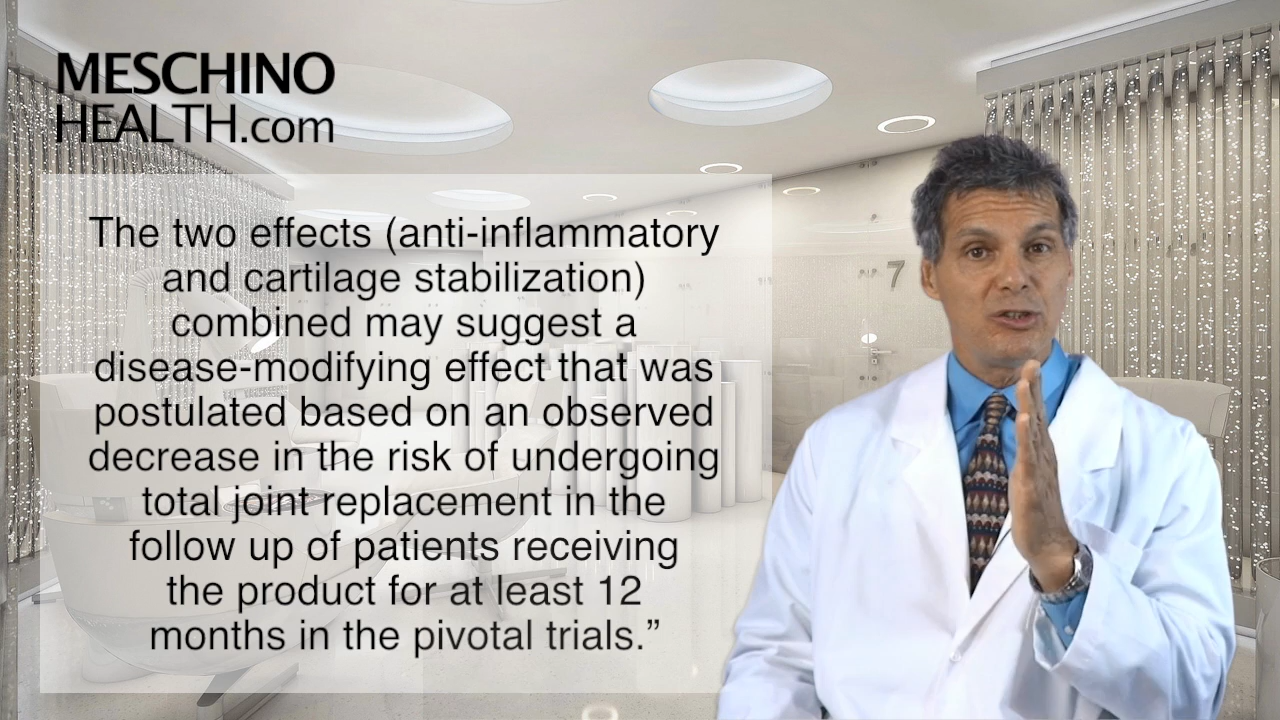 MESCHINO
HEALTH.com
The two effects (anti-inflammatory
and cartilage stabilization)
combined may suggest a
disease-modifying effect that was
postulated based on an observed
decrease in the risk of undergoing
total joint replacement in the
follow up of patients receiving
the product for at least 12
months in the pivotal trials.”
7